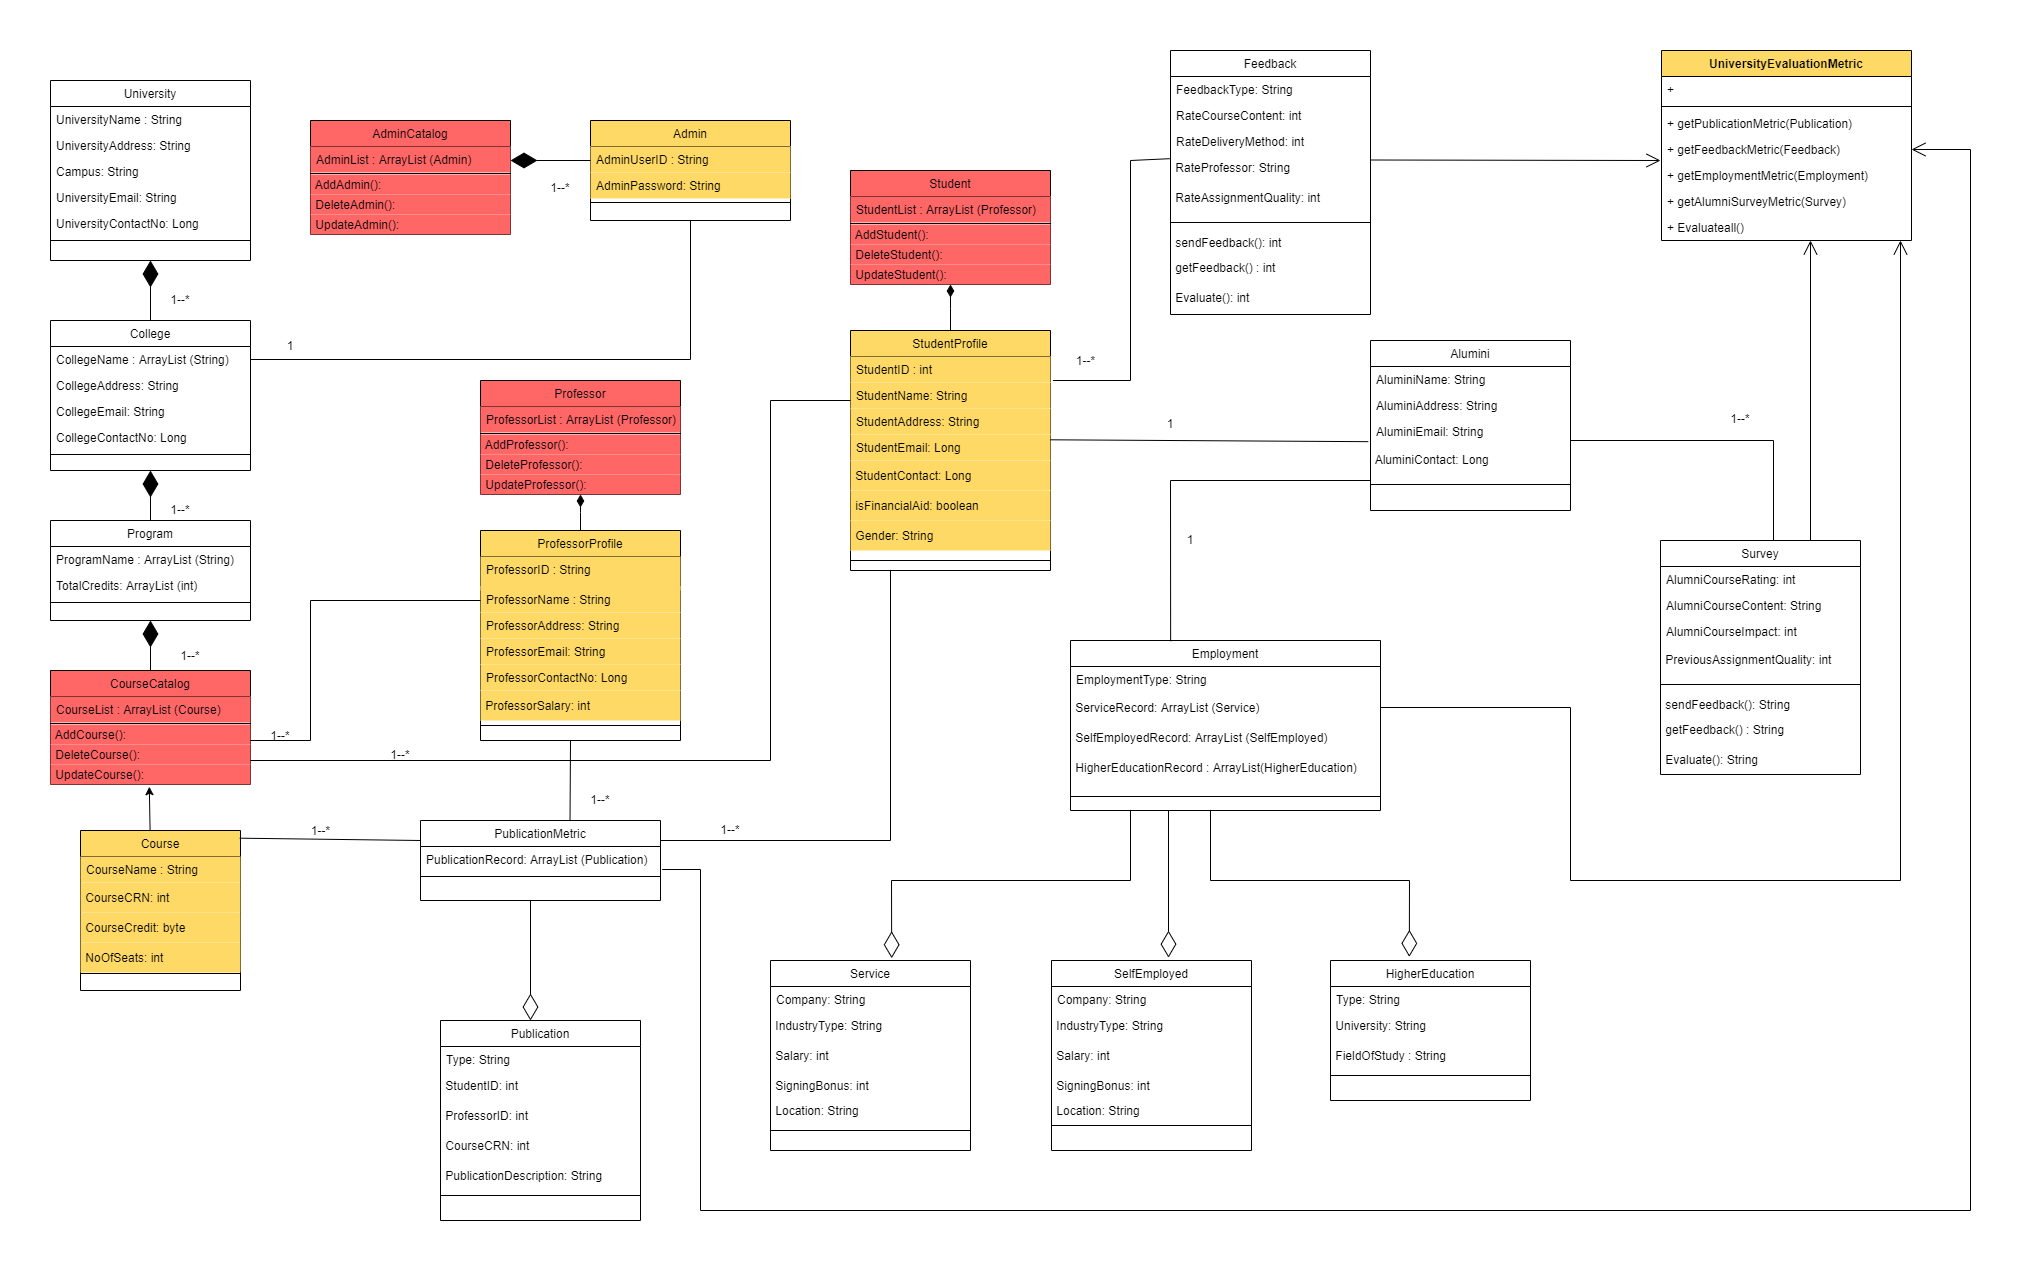 University
UniversityName : String
UniversityAddress: String
Campus: String
UniversityEmail: String
UniversityContactNo: Long
1--*
College
CollegeName : ArrayList (String)
CollegeAddress: String
CollegeEmail: String
CollegeContactNo: Long
1--*
Program
ProgramName : ArrayList (String)
TotalCredits: ArrayList (int)
1--*
CourseCatalog
CourseList : ArrayList (Course)
AddCourse():
DeleteCourse():
UpdateCourse():
Course
CourseName : String
CourseCRN: int
CourseCredit: byte
NoOfSeats: int
AdminCatalog
AdminList : ArrayList (Admin)
AddAdmin():
DeleteAdmin():
UpdateAdmin():
1--*
Admin
AdminUserID : String
AdminPassword: String
1
Professor
ProfessorList : ArrayList (Professor)
AddProfessor():
DeleteProfessor():
UpdateProfessor():
ProfessorProfile
ProfessorID : String
ProfessorName : String
ProfessorAddress: String
ProfessorEmail: String
ProfessorContactNo: Long
ProfessorSalary: int
1--*
1--*
1--*
1--*
1--*
PublicationMetric
PublicationRecord: ArrayList (Publication)
Publication
Type: String
StudentID: int
ProfessorID: int
CourseCRN: int
PublicationDescription: String
Student
StudentList : ArrayList (Professor)
AddStudent():
DeleteStudent():
UpdateStudent():
StudentProfile
StudentID : int
StudentName: String
StudentAddress: String
StudentEmail: Long
StudentContact: Long
isFinancialAid: boolean
Gender: String
1--*
1
Feedback
FeedbackType: String
RateCourseContent: int
RateDeliveryMethod: int
RateProfessor: String
RateAssignmentQuality: int
sendFeedback(): int
getFeedback() : int
Evaluate(): int
Alumini
AluminiName: String
AluminiAddress: String
AluminiEmail: String
AluminiContact: Long
1
1--*
UniversityEvaluationMetric
+
+ getPublicationMetric(Publication)
+ getFeedbackMetric(Feedback)
+ getEmploymentMetric(Employment)
+ getAlumniSurveyMetric(Survey)
+ Evaluateall()
Survey
AlumniCourseRating: int
AlumniCourseContent: String
AlumniCourseImpact: int
PreviousAssignmentQuality: int
sendFeedback(): String
getFeedback() : String
Evaluate(): String
Employment
EmploymentType: String
ServiceRecord: ArrayList (Service)
SelfEmployedRecord: ArrayList (SelfEmployed)
HigherEducationRecord : ArrayList(HigherEducation)
Service
Company: String
IndustryType: String
Salary: int
SigningBonus: int
Location: String
SelfEmployed
Company: String
IndustryType: String
Salary: int
SigningBonus: int
Location: String
HigherEducation
Type: String
University: String
FieldOfStudy : String